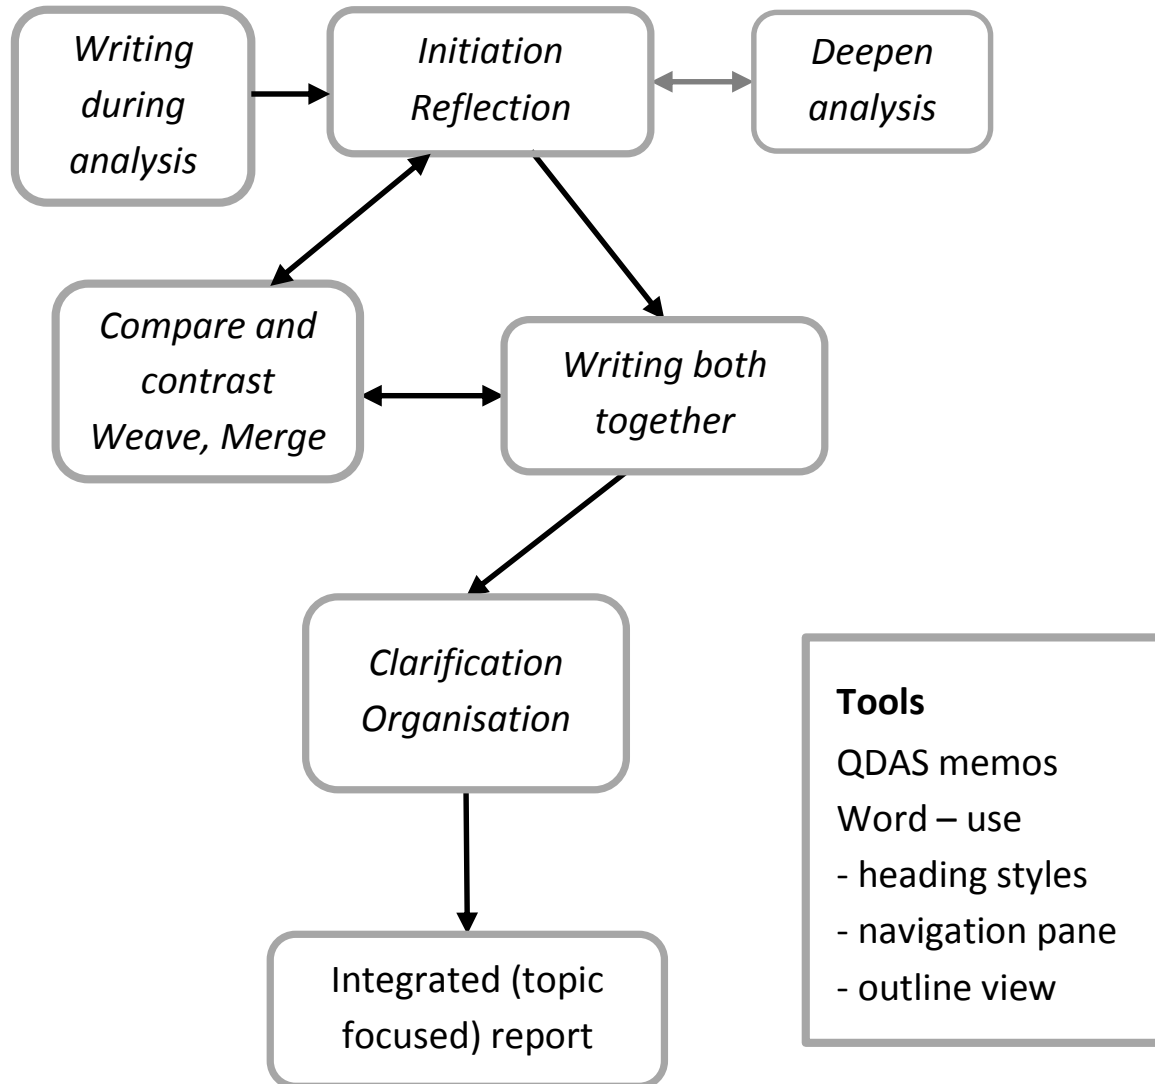 Writing
during
analysis
Initiation
Reflection
Deepen
analysis
Compare and
contrast
Weave, Merge
Writing both
together
Clarification
Organisation
Integrated (topic
focused) report
Tools
QDAS memos
Word – use
- heading styles
- navigation pane
- outline view